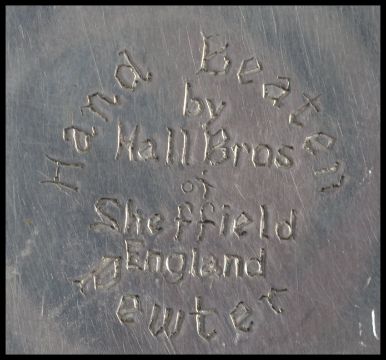 Hand Beaten
by
Hall Bros
of
Sheffield
England
Pewter